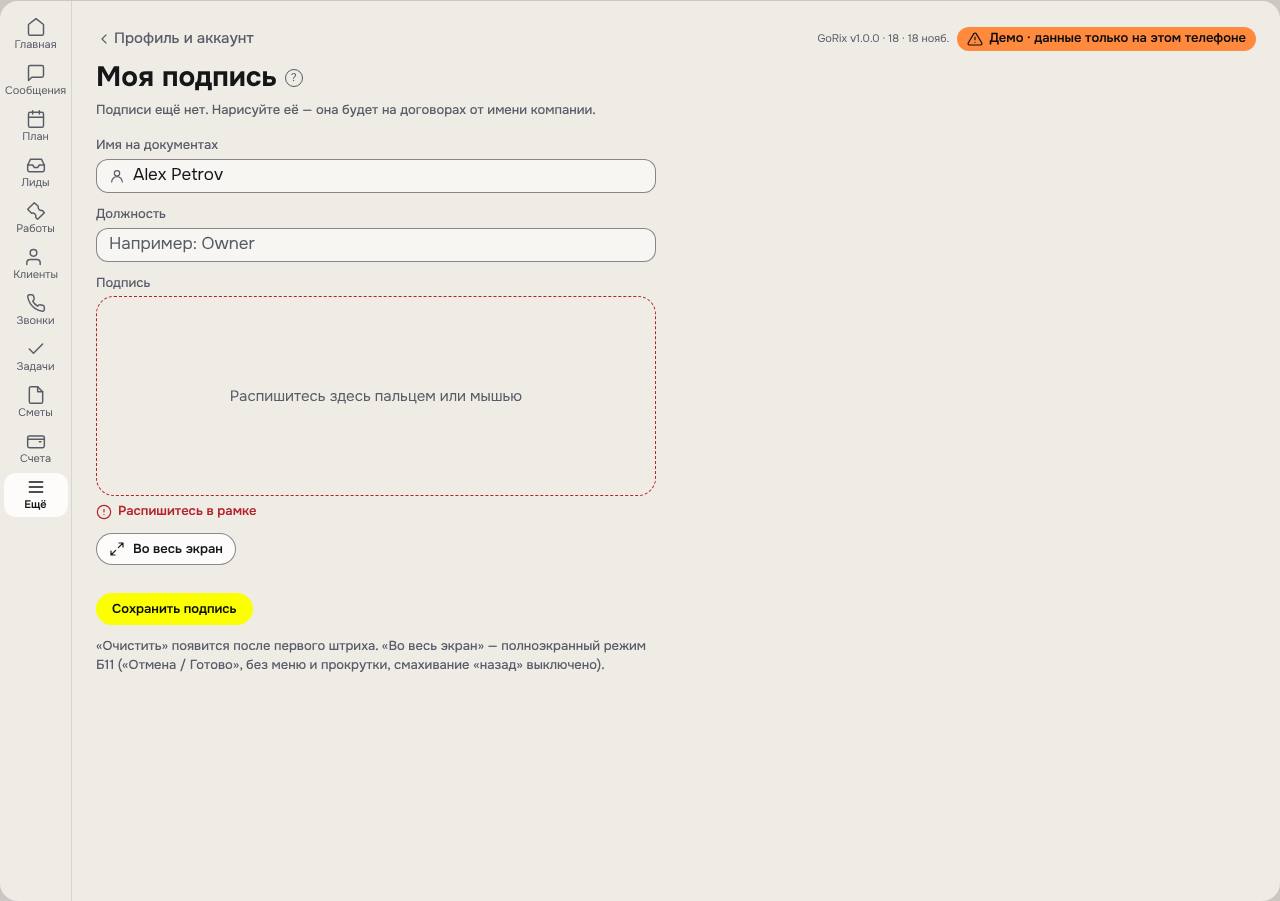 Главная
Сообщения
План
Лиды
Работы
Клиенты
Звонки
Задачи
Сметы
Счета
Ещё
Профиль и аккаунт
GoRix v1.0.0 · 18 · 18 нояб.
Демо · данные только на этом телефоне
Моя подпись ?
Подписи ещё нет. Нарисуйте её — она будет на договорах от имени компании.
Имя на документах
Alex Petrov
Должность
Например: Owner
Подпись
Распишитесь здесь пальцем или мышью
Распишитесь в рамке
Во весь экран
Сохранить подпись
«Очистить» появится после первого штриха. «Во весь экран» — полноэкранный режим
Б11 («Отмена / Готово», без меню и прокрутки, смахивание «назад» выключено).